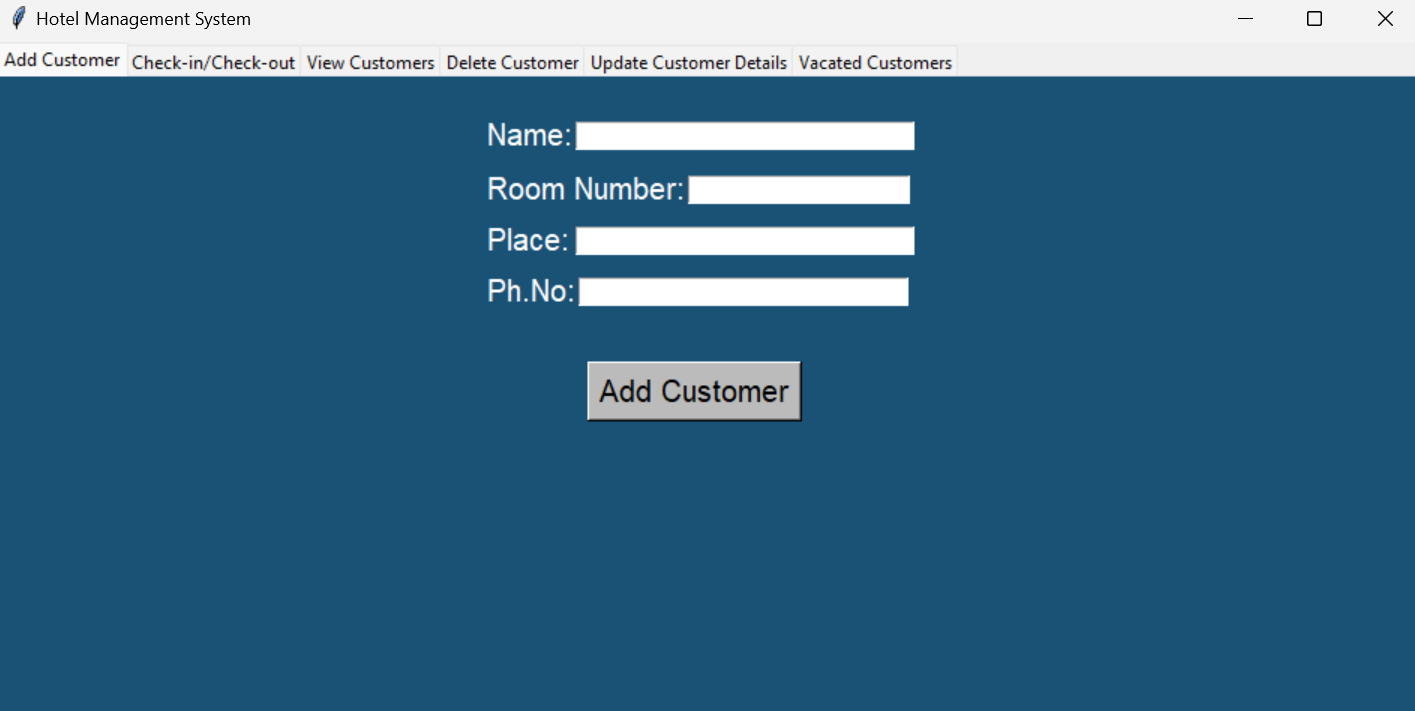 Hotel Management System
Add Customer Check-in/Check-out View Customers Delete Customer Update Customer Details Vacated Customers
Name:
Room Number:
Place:
Ph.No:
Add Customer